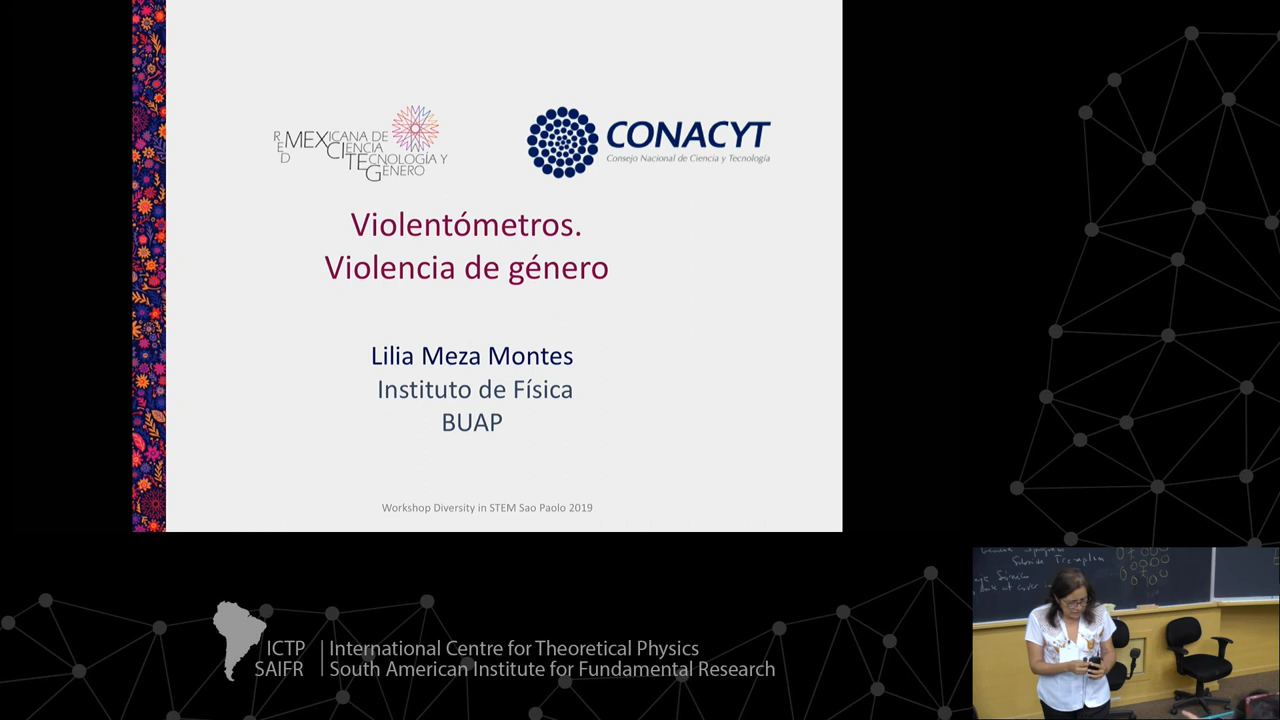 RED MEXICANA DE
CIENCIA
TECNOLOGÍA Y
GÉNERO
CONACYT
Consejo Nacional de Ciencia y Tecnología
Violentómetros.
Violencia de género
Lilia Meza Montes
Instituto de Física
BUAP
Workshop Diversity in STEM Sao Paolo 2019
ICTP
SAIFR
International Centre for Theoretical Physics
South American Institute for Fundamental Research